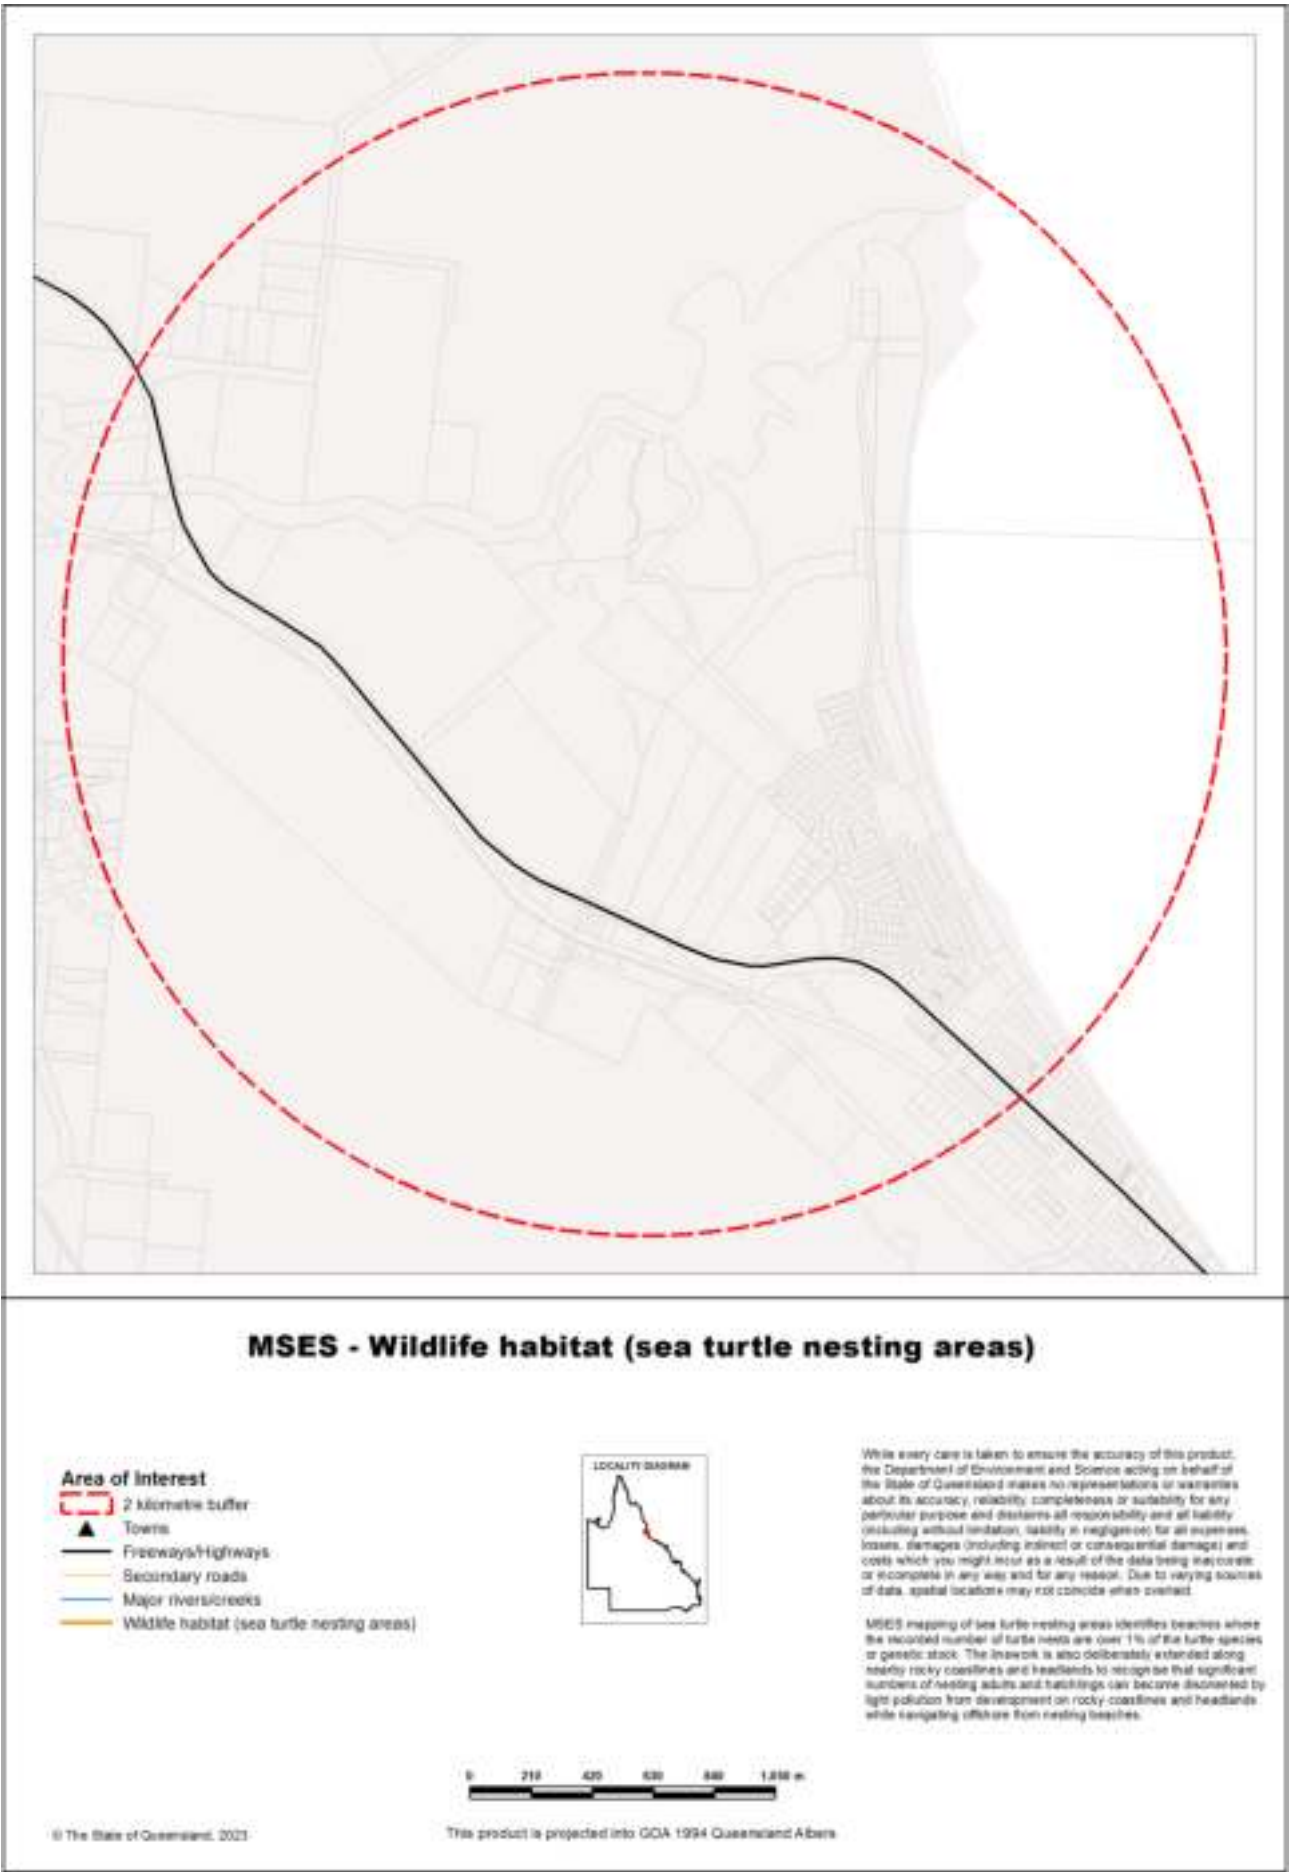 MSES - Wildlife habitat (sea turtle nesting areas)
Area of Interest
2 kilometre buffer
Towns
Freeways/Highways
Secondary roads
Major rivers/creeks
Wildlife habitat (sea turtle nesting areas)
LOCALITY DIAGRAM
While every care is taken to ensure the accuracy of this product,
the Department of Environment and Science acting on behalf of
the State of Queensland makes no representations or warranties
about its accuracy, reliability, completeness or suitability for any
particular purpose and disclaims all responsibility and all liability
(including without limitation, liability in negligence) for all expenses,
losses, damages (including indirect or consequential damage) and
costs which you might incur as a result of the data being inaccurate
or incomplete in any way and for any reason. Due to varying sources
of data, spatial locations may not coincide when overlaid.
MSES mapping of sea turtle nesting areas identifies beaches where
the recorded number of turtle nests are over 1% of the turtle species
or genetic stock. The linework is also deliberately extended along
nearby rocky coastlines and headlands to recognise that significant
numbers of nesting adults and hatchlings can become disoriented by
light pollution from development on rocky coastlines and headlands
while navigating offshore from nesting beaches.
0 210 420 630 840 1,050 m
© The State of Queensland, 2023
This product is projected into GDA 1994 Queensland Albers